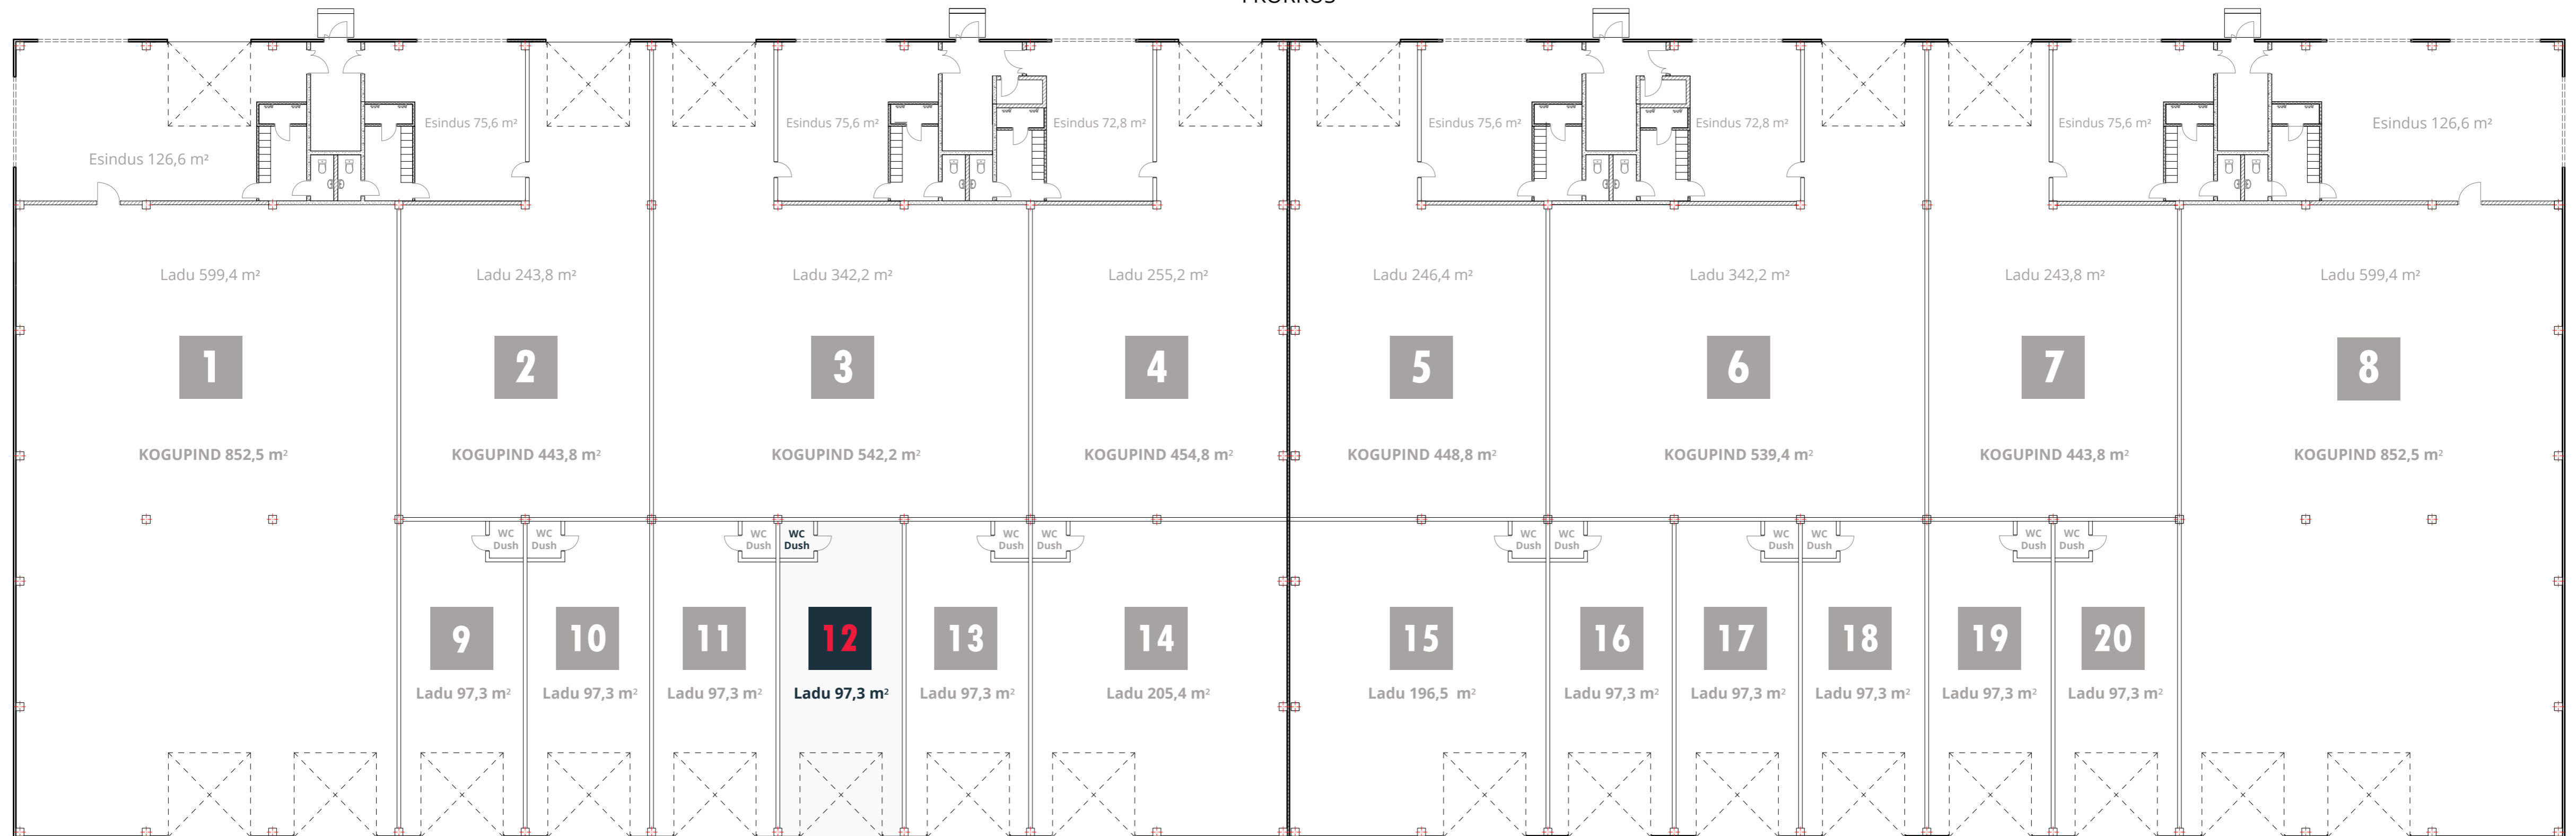 Esindus 126,6 m²
Esindus 75,6 m²
Esindus 75,6 m²
Esindus 72,8 m²
Esindus 75,6 m²
Esindus 72,8 m²
Esindus 75,6 m²
Esindus 126,6 m²
Ladu 599,4 m²
Ladu 243,8 m²
Ladu 342,2 m²
Ladu 255,2 m²
Ladu 246,4 m²
Ladu 342,2 m²
Ladu 243,8 m²
Ladu 599,4 m²
1
2
3
4
5
6
7
8
KOGUPIND 852,5 m²
KOGUPIND 443,8 m²
KOGUPIND 542,2 m²
KOGUPIND 454,8 m²
KOGUPIND 448,8 m²
KOGUPIND 539,4 m²
KOGUPIND 443,8 m²
KOGUPIND 852,5 m²
WC
Dush
WC
Dush
WC
Dush
WC
Dush
WC
Dush
WC
Dush
WC
Dush
WC
Dush
WC
Dush
WC
Dush
WC
Dush
WC
Dush
9
10
11
12
13
14
15
16
17
18
19
20
Ladu 97,3 m²
Ladu 97,3 m²
Ladu 97,3 m²
Ladu 97,3 m²
Ladu 97,3 m²
Ladu 205,4 m²
Ladu 196,5 m²
Ladu 97,3 m²
Ladu 97,3 m²
Ladu 97,3 m²
Ladu 97,3 m²
Ladu 97,3 m²